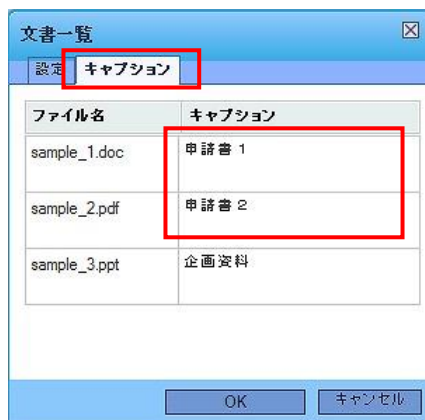 文書一覧
設定 キャプション
ファイル名 キャプション
sample_1.doc 申請書1
sample_2.pdf 申請書2
sample_3.ppt 企画資料
OK キャンセル